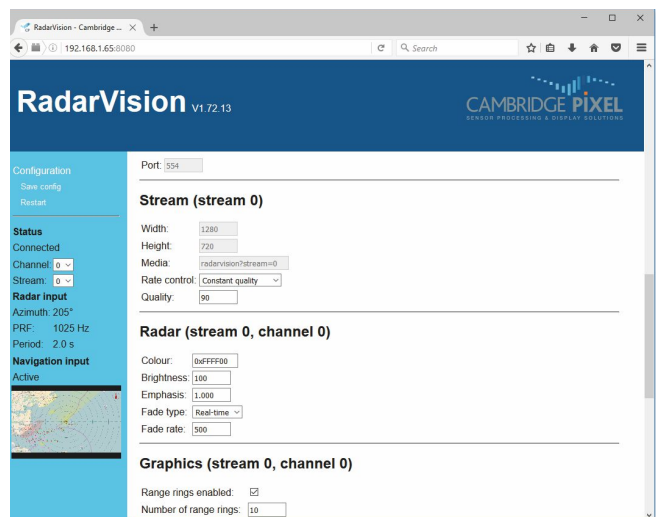 RadarVision - Cambridge ...
192.168.1.65:8080
Search
RadarVision V1.72.13
CAMBRIDGE PIXEL
SENSOR PROCESSING & DISPLAY SOLUTIONS
Configuration
Save config
Restart
Status
Connected
Channel: 0
Stream: 0
Radar input
Azimuth: 205°
PRF: 1025 Hz
Period: 2.0 s
Navigation input
Active
Port: 554
Stream (stream 0)
Width: 1280
Height: 720
Media: radarvision?stream=0
Rate control: Constant quality
Quality: 90
Radar (stream 0, channel 0)
Colour: 0xFFFF00
Brightness: 100
Emphasis: 1.000
Fade type: Real-time
Fade rate: 500
Graphics (stream 0, channel 0)
Range rings enabled:
Number of range rings: 10